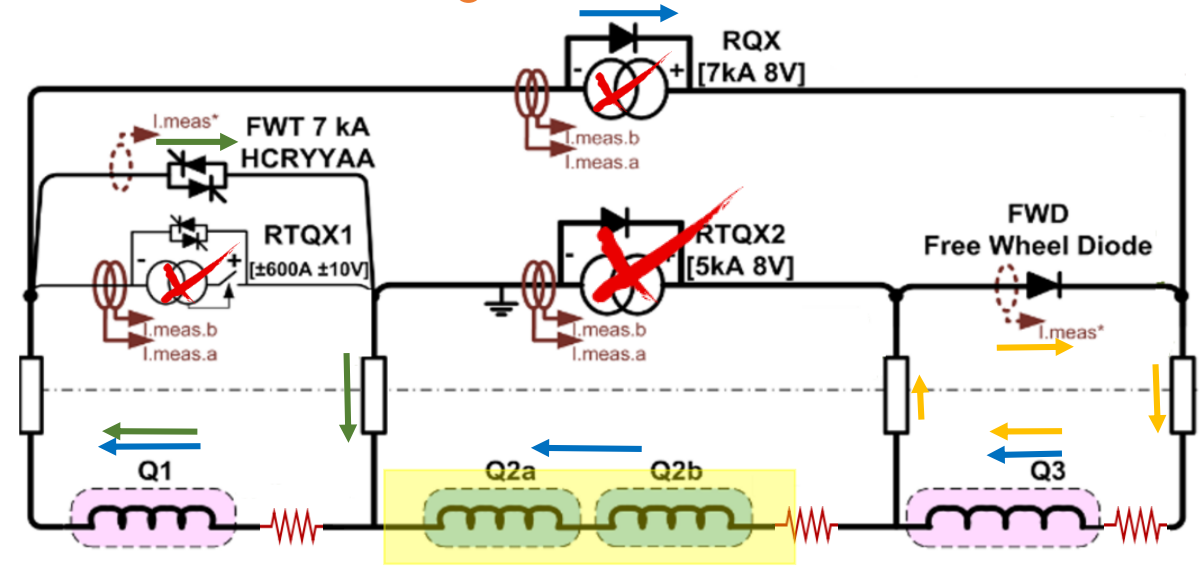 RQX
[7kA 8V]
-
+
I.meas.b
I.meas.a
I.meas*
FWT 7 kA
HCRYYAA
RTQX1
[±600A ±10V]
-
+
I.meas.b
I.meas.a
RTQX2
[5kA 8V]
-
I.meas.b
I.meas.a
FWD
Free Wheel Diode
I.meas*
Q1
Q2a
Q2b
Q3